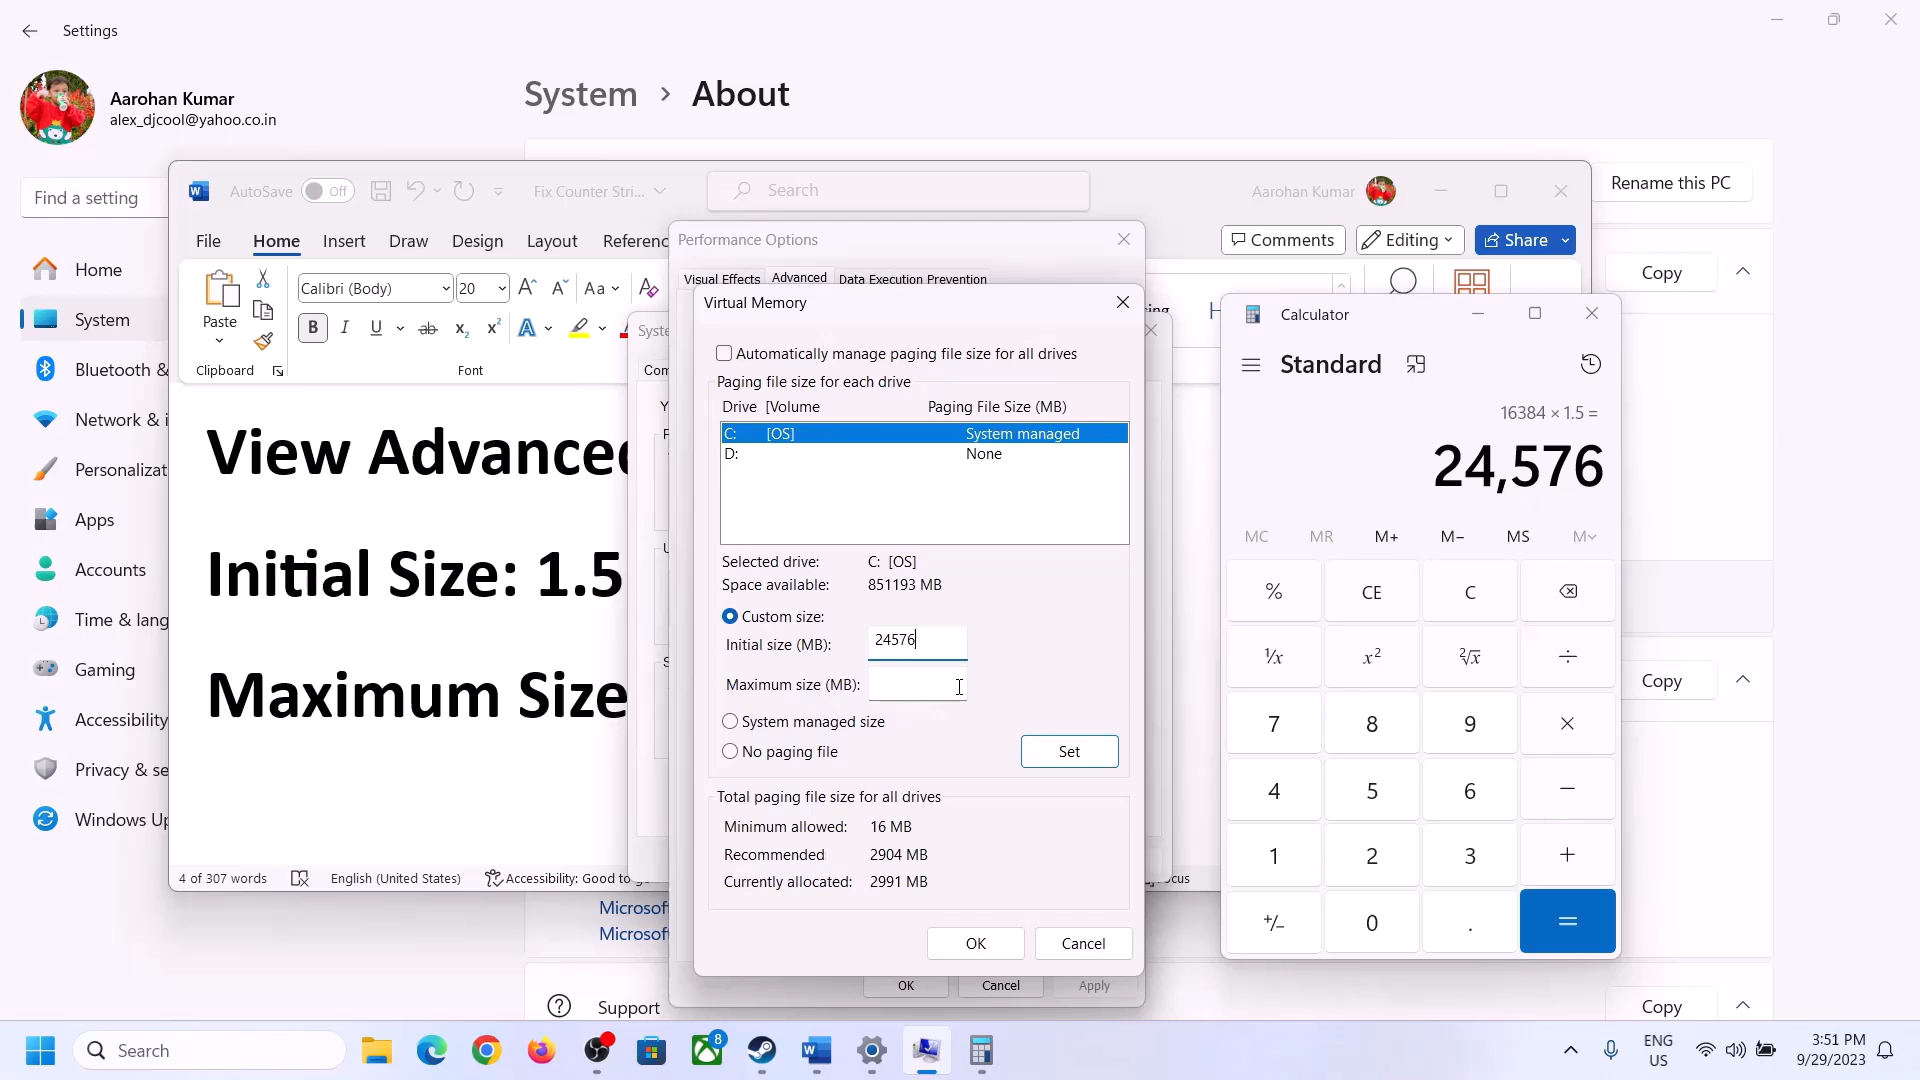 Settings
Aarohan Kumar
alex_djcool@yahoo.co.in
System > About
Find a setting
Rename this PC
Home
System
Bluetooth &
Network & i
Personalizat
Apps
Accounts
Time & lang
Gaming
Accessibility
Privacy & se
Windows Up
Copy
Copy
Copy
Microsof
Microsof
Support
AutoSave Off
Fix Counter Stri...
Search
Aarohan Kumar
File Home Insert Draw Design Layout Referenc
Comments Editing Share
Paste
Calibri (Body) 20
Clipboard
Font
View Advanced
Initial Size: 1.5
Maximum Size
4 of 307 words English (United States) Accessibility: Good to
Syste
Com
Performance Options
Visual Effects Advanced Data Execution Prevention
OK Cancel Apply
Virtual Memory
Automatically manage paging file size for all drives
Paging file size for each drive
Drive [Volume Paging File Size (MB)
C: [OS] System managed
D: None
Selected drive: C: [OS]
Space available: 851193 MB
Custom size:
Initial size (MB): 24576
Maximum size (MB):
System managed size
No paging file
Set
Total paging file size for all drives
Minimum allowed: 16 MB
Recommended 2904 MB
Currently allocated: 2991 MB
OK Cancel
Calculator
Standard
16384 × 1.5 =
24,576
MC MR M+ M− MS M
% CE C
¹/x x² ²√x ÷
7 8 9 ×
4 5 6 −
1 2 3 +
+/− 0 . =
Search
8
ENG
US
3:51 PM
9/29/2023